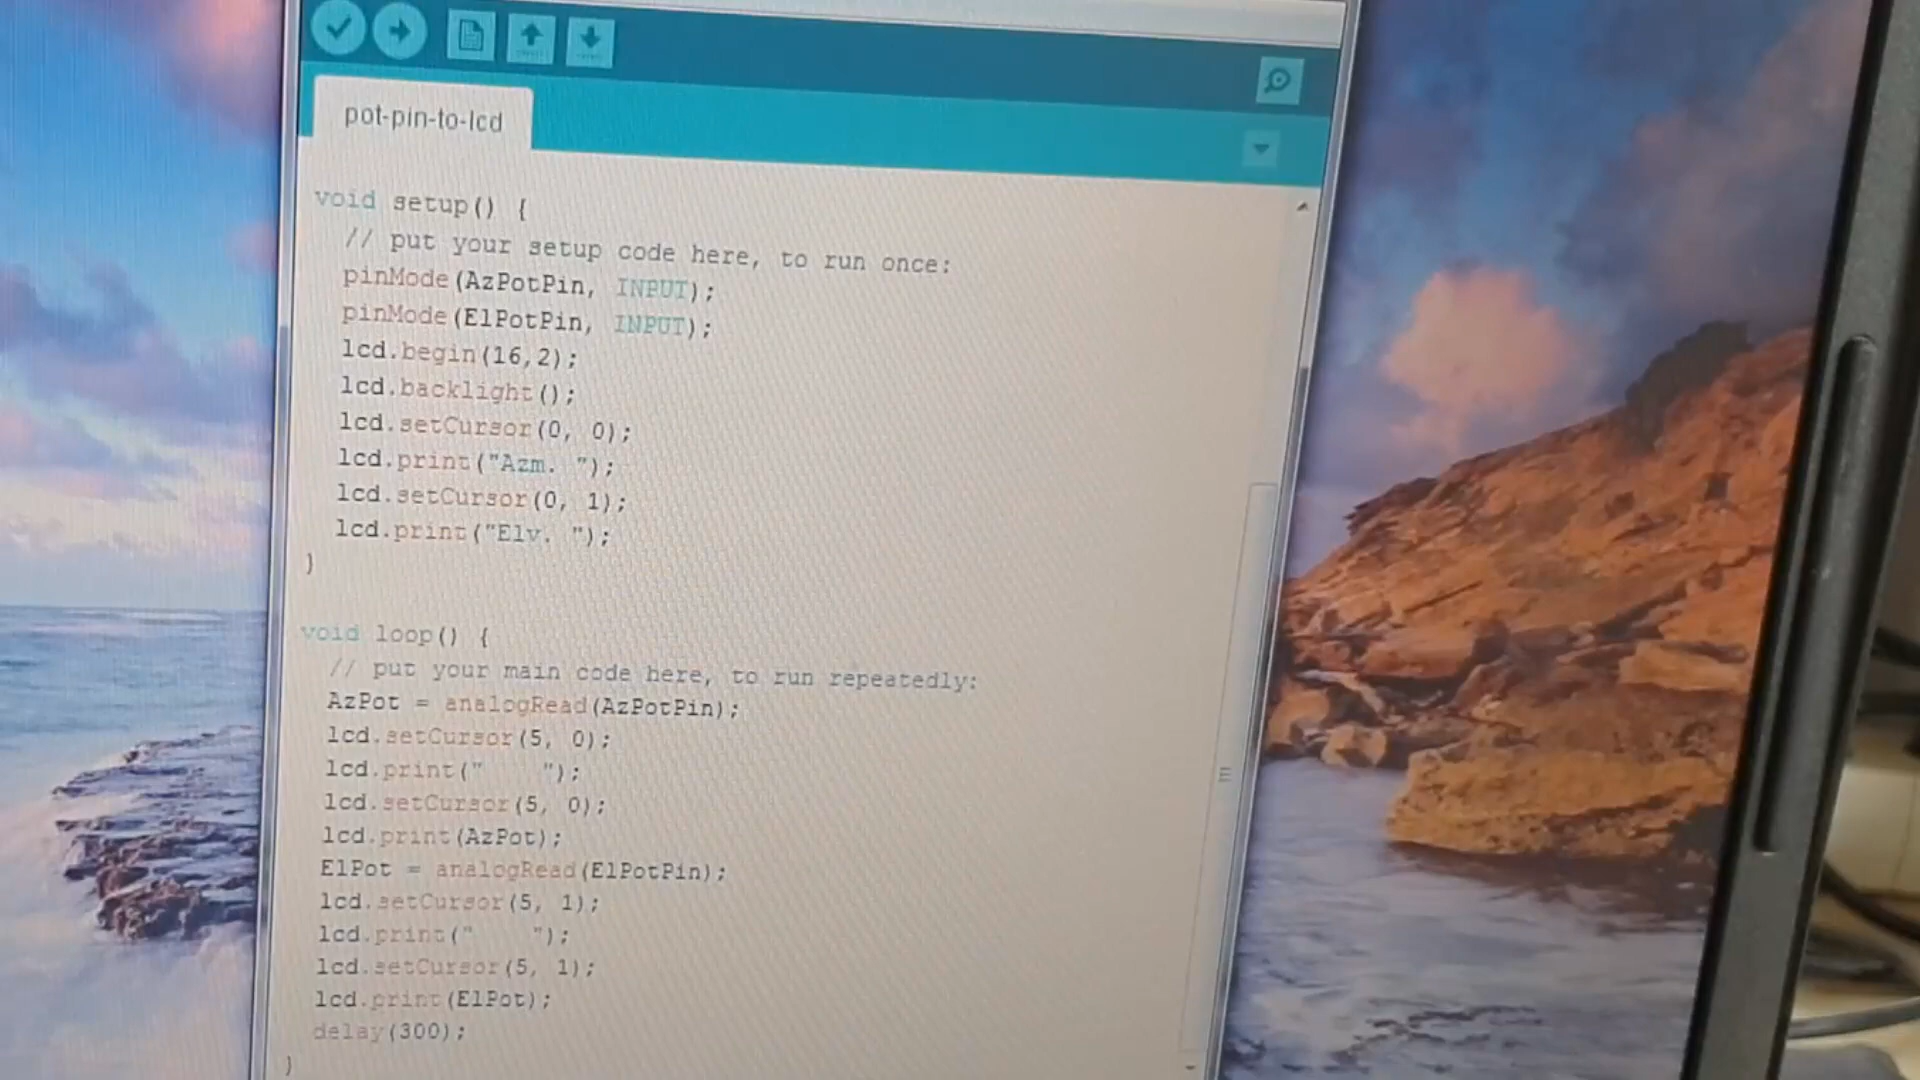 pot-pin-to-lcd
void setup() {
// put your setup code here, to run once:
pinMode(AzPotPin, INPUT);
pinMode(ElPotPin, INPUT);
lcd.begin(16,2);
lcd.backlight();
lcd.setCursor(0, 0);
lcd.print("Azm. ");
lcd.setCursor(0, 1);
lcd.print("Elv. ");
}
void loop() {
// put your main code here, to run repeatedly:
AzPot = analogRead(AzPotPin);
lcd.setCursor(5, 0);
lcd.print("    ");
lcd.setCursor(5, 0);
lcd.print(AzPot);
ElPot = analogRead(ElPotPin);
lcd.setCursor(5, 1);
lcd.print("    ");
lcd.setCursor(5, 1);
lcd.print(ElPot);
delay(300);
}